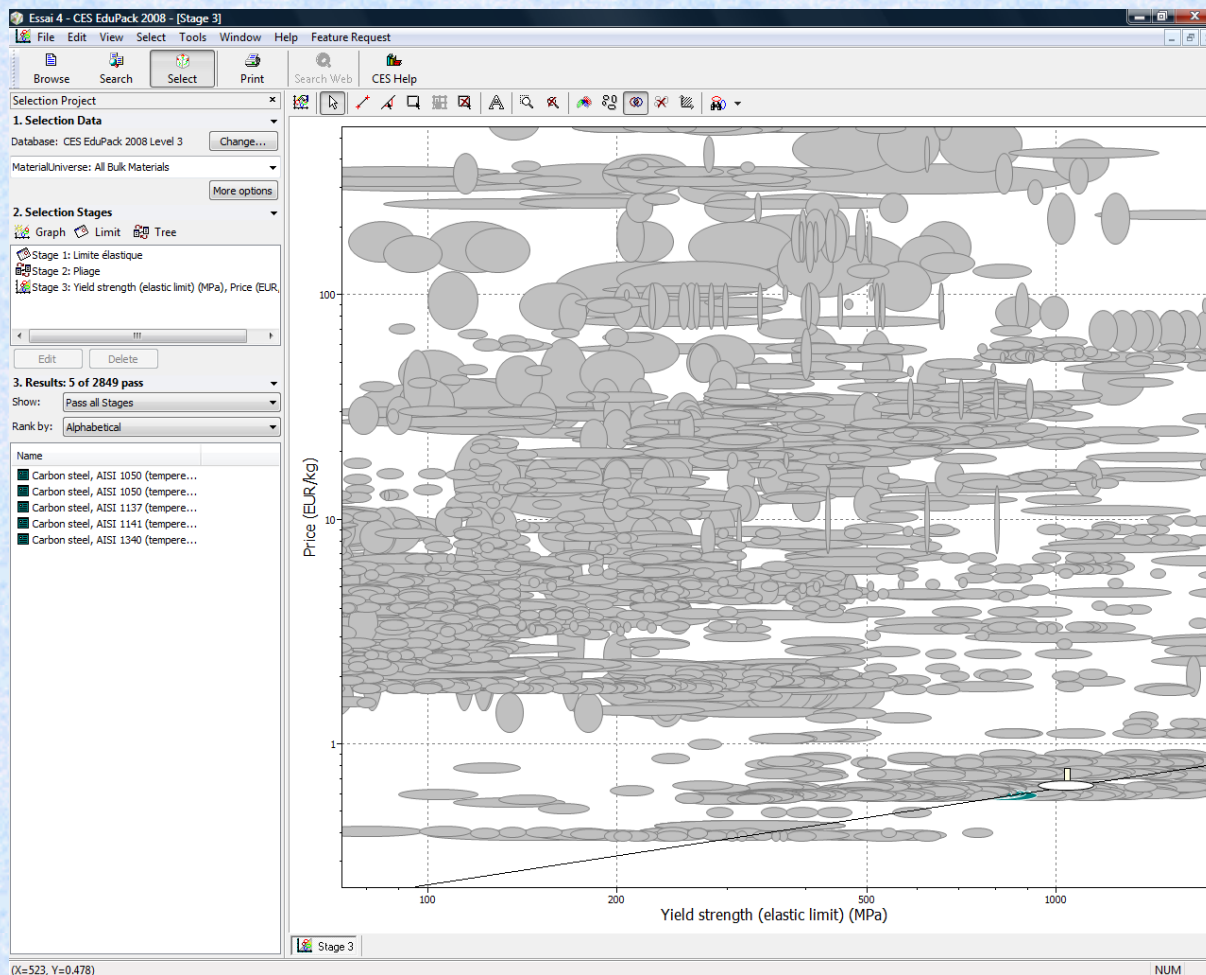 Essai 4 - CES EduPack 2008 - [Stage 3]
File Edit View Select Tools Window Help Feature Request
Browse Search Select Print Search Web CES Help
Selection Project
1. Selection Data
Database: CES EduPack 2008 Level 3 Change...
MaterialUniverse: All Bulk Materials
More options
2. Selection Stages
Graph Limit Tree
Stage 1: Limite élastique
Stage 2: Pliage
Stage 3: Yield strength (elastic limit) (MPa), Price (EUR,
Edit Delete
3. Results: 5 of 2849 pass
Show: Pass all Stages
Rank by: Alphabetical
Name
Carbon steel, AISI 1050 (tempere...
Carbon steel, AISI 1050 (tempere...
Carbon steel, AISI 1137 (tempere...
Carbon steel, AISI 1141 (tempere...
Carbon steel, AISI 1340 (tempere...
Price (EUR/kg)
100
10
1
100 200 500 1000
Yield strength (elastic limit) (MPa)
Stage 3
(X=523, Y=0.478) NUM